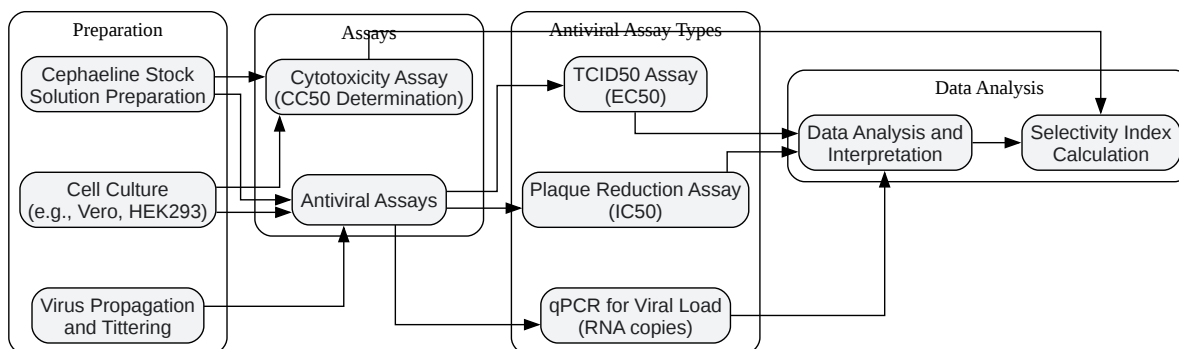 Preparation
Cephaeline Stock
Solution Preparation
Cell Culture
(e.g., Vero, HEK293)
Virus Propagation
and Tittering
Assays
Cytotoxicity Assay
(CC50 Determination)
Antiviral Assays
Antiviral Assay Types
TCID50 Assay
(EC50)
Plaque Reduction Assay
(IC50)
qPCR for Viral Load
(RNA copies)
Data Analysis
Data Analysis and
Interpretation
Selectivity Index
Calculation